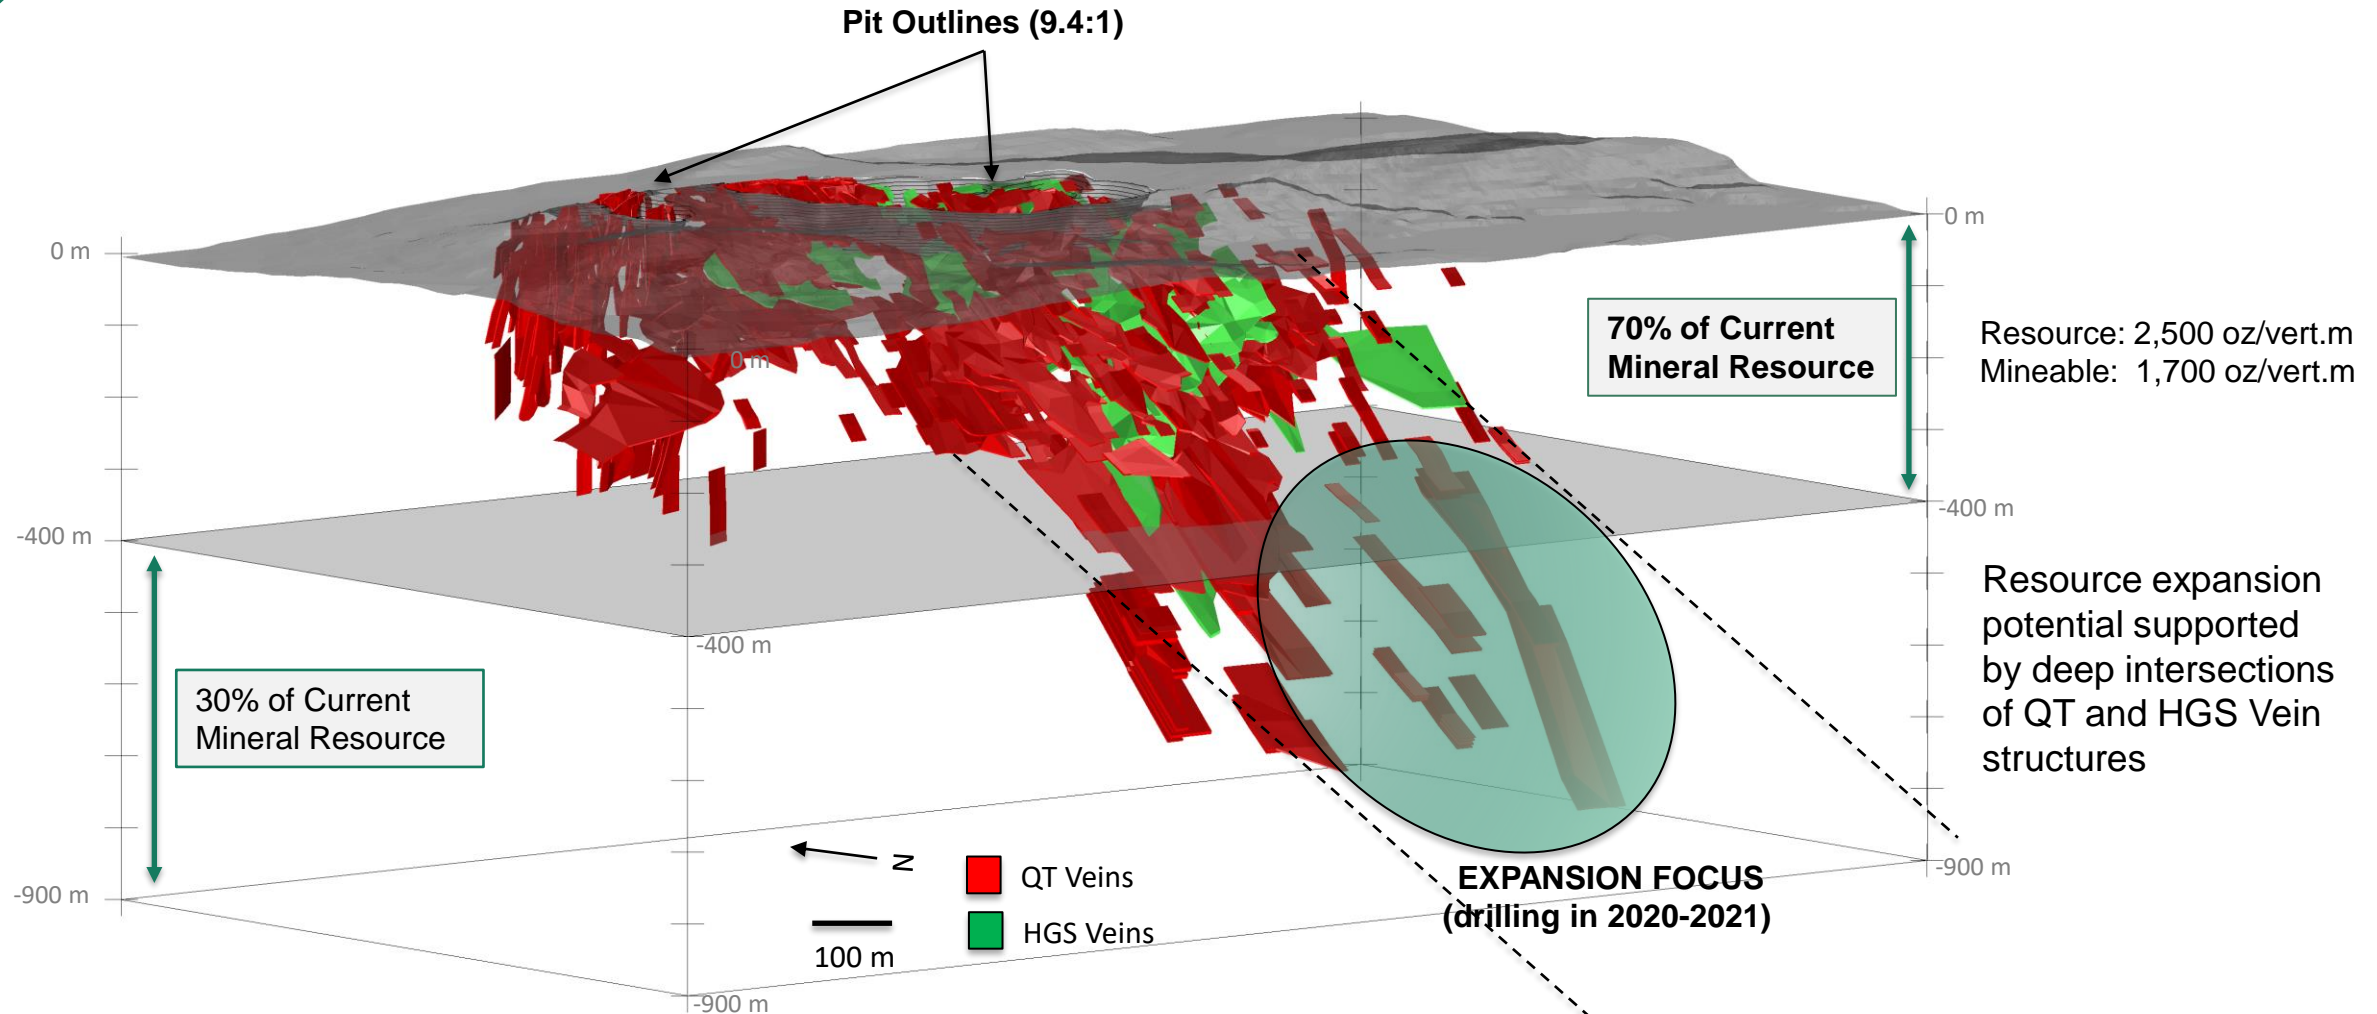 Pit Outlines (9.4:1)
0 m
0 m
0 m
70% of Current
Mineral Resource
Resource: 2,500 oz/vert.m
Mineable: 1,700 oz/vert.m
-400 m
-400 m
-400 m
Resource expansion
potential supported
by deep intersections
of QT and HGS Vein
structures
30% of Current
Mineral Resource
N
QT Veins
HGS Veins
100 m
EXPANSION FOCUS
(drilling in 2020-2021)
-900 m
-900 m
-900 m